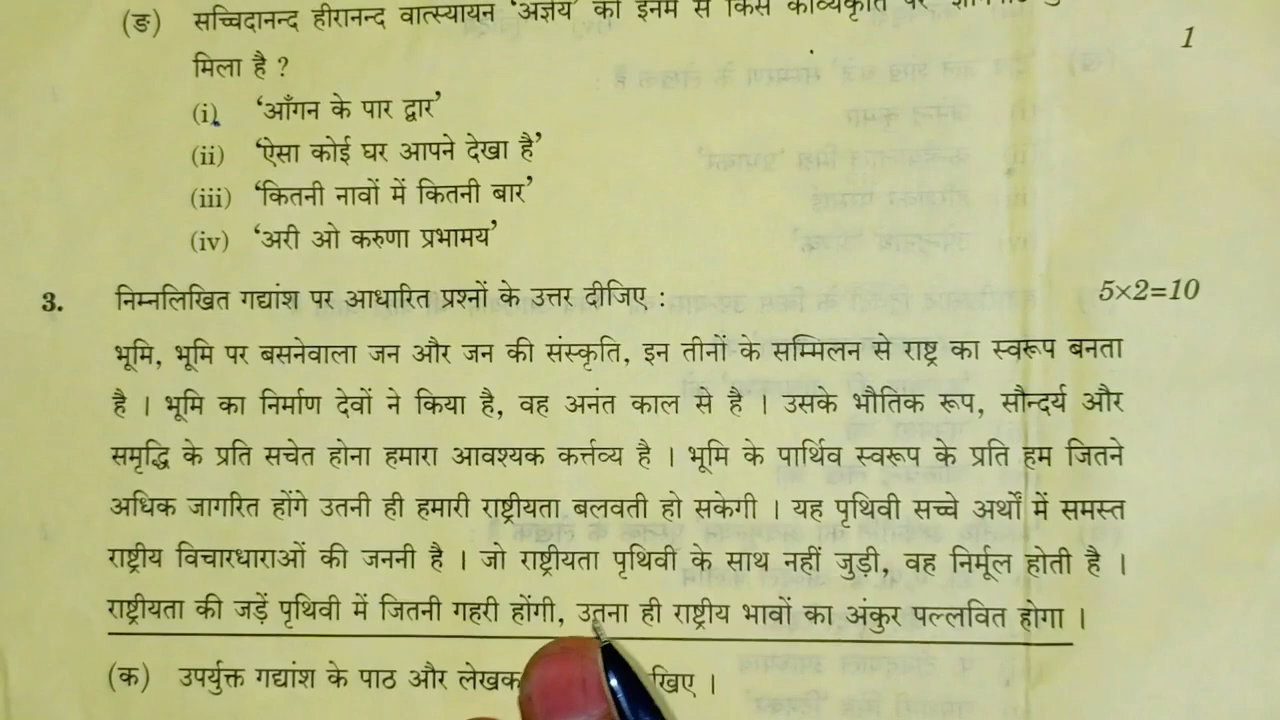 (ङ) सच्चिदानन्द हीरानन्द वात्स्यायन ‘अज्ञेय’ को इनमें से किस काव्यकृति पर
1
मिला है ?
(i) ‘आँगन के पार द्वार’
(ii) ‘ऐसा कोई घर आपने देखा है’
(iii) ‘कितनी नावों में कितनी बार’
(iv) ‘अरी ओ करुणा प्रभामय’
3. निम्नलिखित गद्यांश पर आधारित प्रश्नों के उत्तर दीजिए : 5×2=10
भूमि, भूमि पर बसनेवाला जन और जन की संस्कृति, इन तीनों के सम्मिलन से राष्ट्र का स्वरूप बनता
है । भूमि का निर्माण देवों ने किया है, वह अनंत काल से है । उसके भौतिक रूप, सौन्दर्य और
समृद्धि के प्रति सचेत होना हमारा आवश्यक कर्त्तव्य है । भूमि के पार्थिव स्वरूप के प्रति हम जितने
अधिक जागरित होंगे उतनी ही हमारी राष्ट्रीयता बलवती हो सकेगी । यह पृथिवी सच्चे अर्थों में समस्त
राष्ट्रीय विचारधाराओं की जननी है । जो राष्ट्रीयता पृथिवी के साथ नहीं जुड़ी, वह निर्मूल होती है ।
राष्ट्रीयता की जड़ें पृथिवी में जितनी गहरी होंगी, उतना ही राष्ट्रीय भावों का अंकुर पल्लवित होगा ।
(क) उपर्युक्त गद्यांश के पाठ और लेखक खिए ।